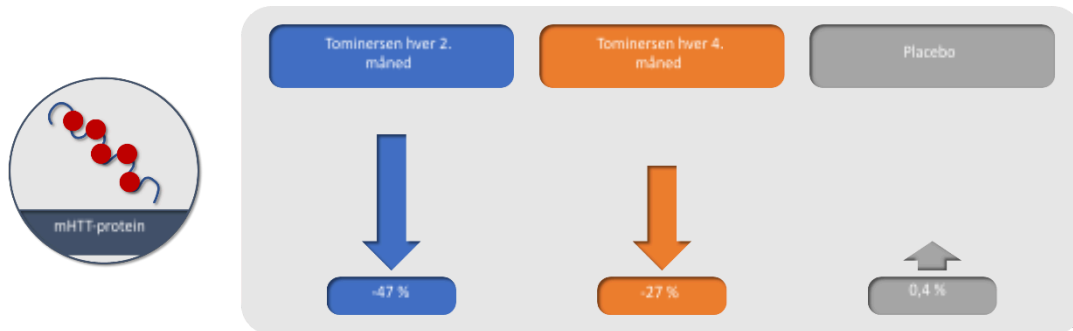 Tominersen hver 2.
måned
Tominersen hver 4.
måned
Placebo
mHTT-protein
-47 %
-27 %
0,4 %